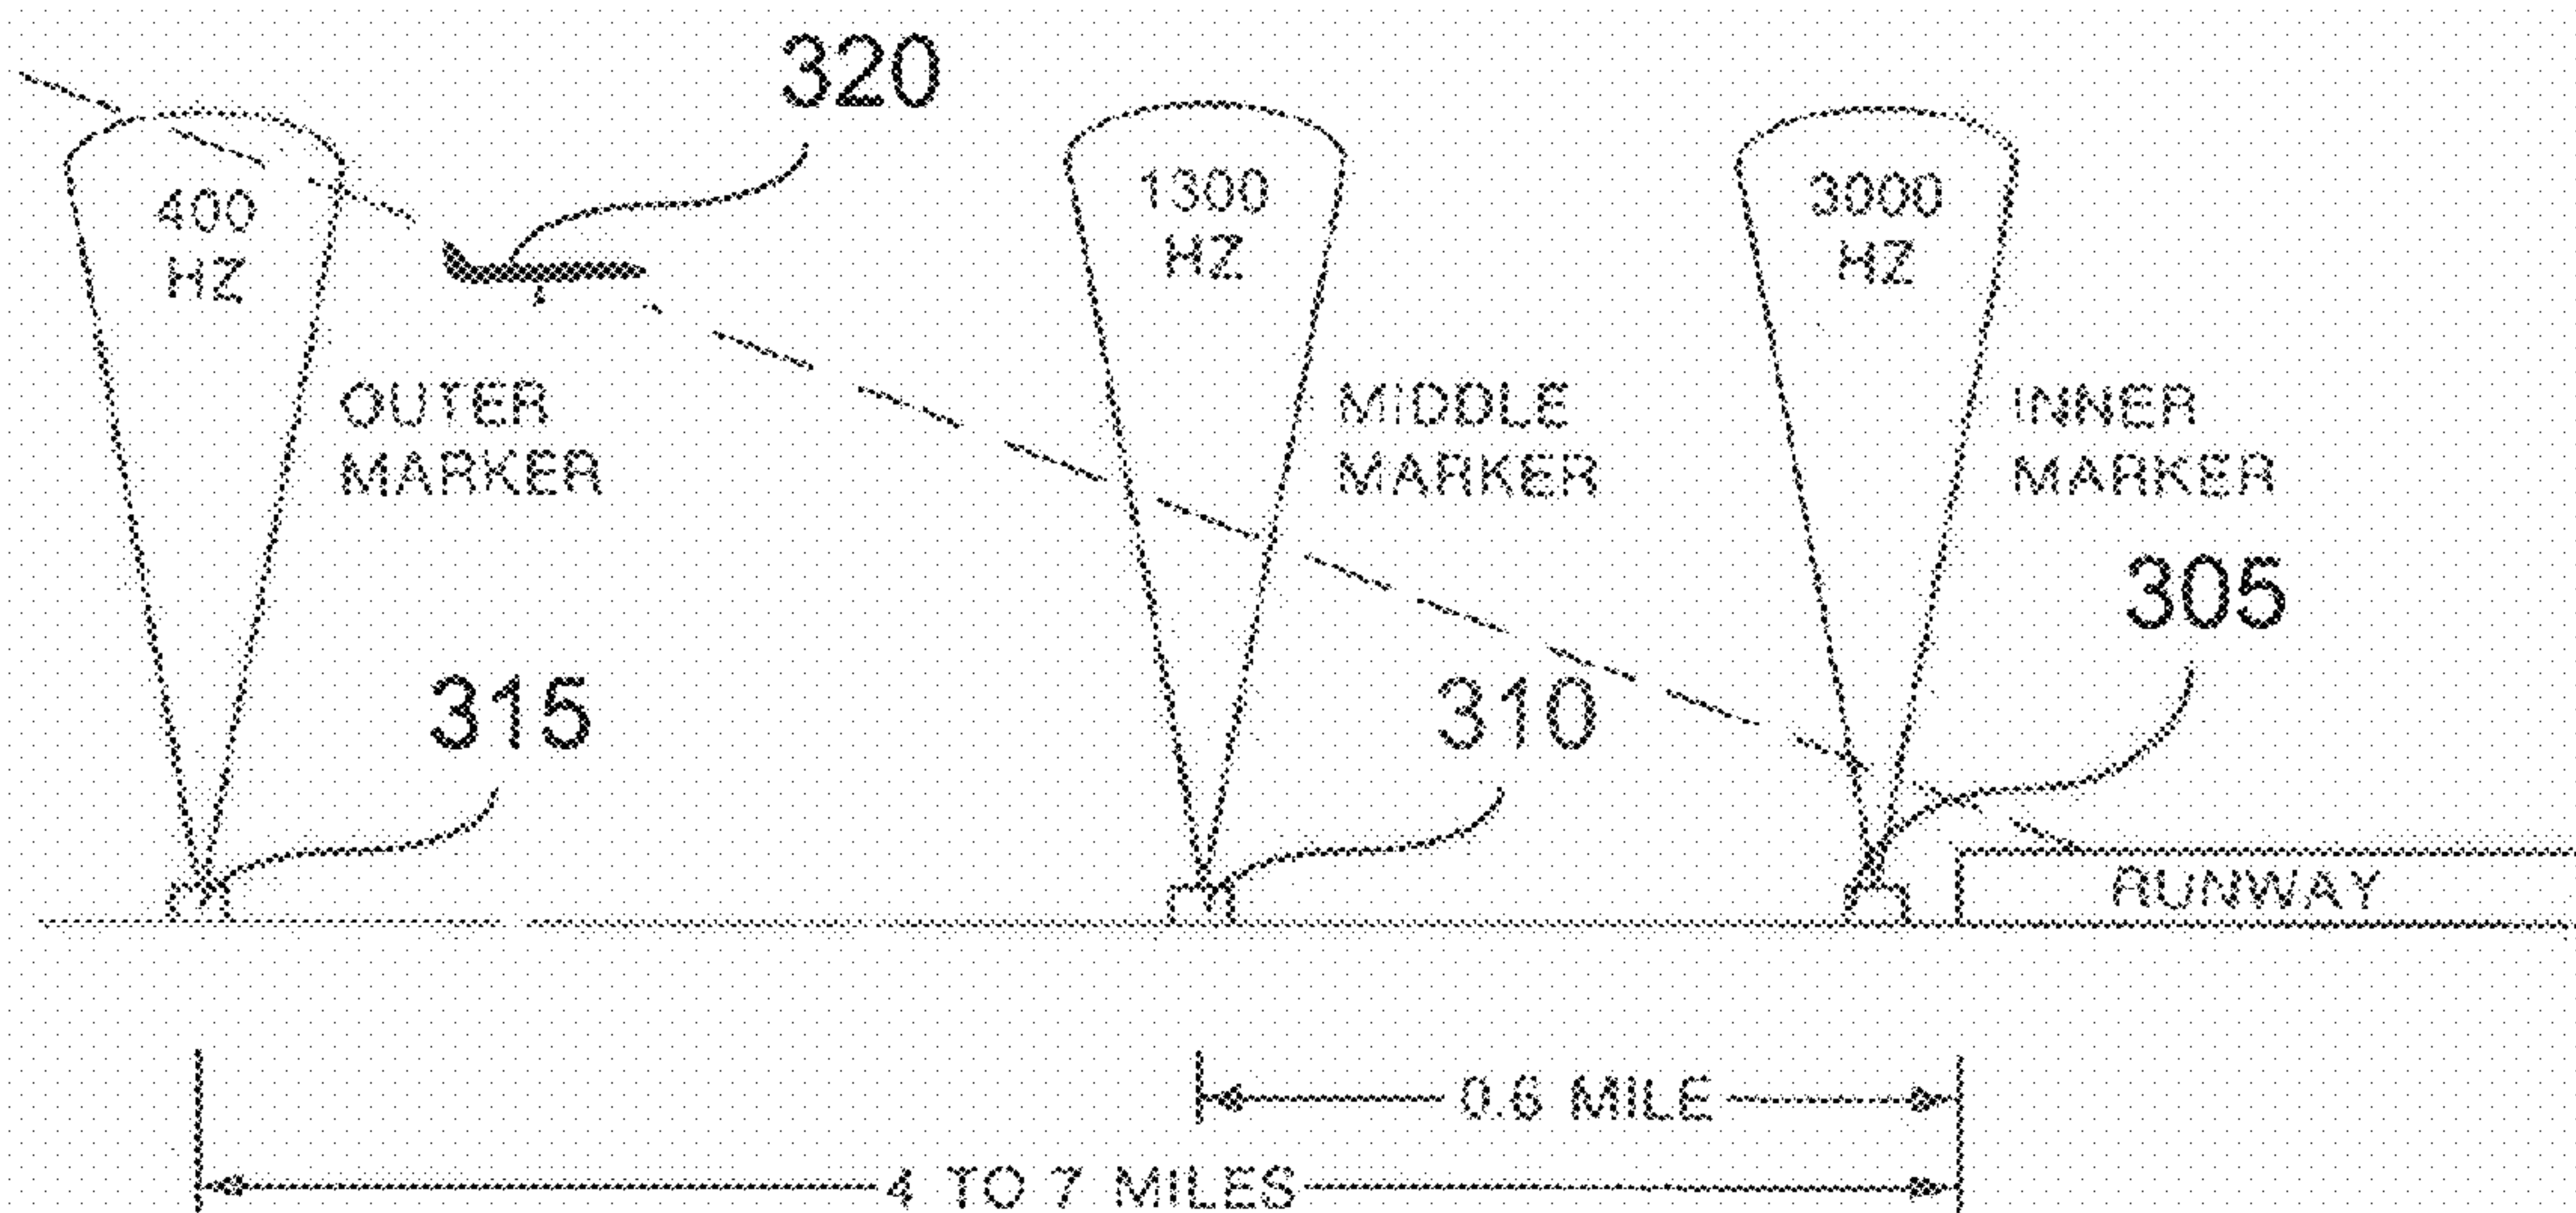 320
400
HZ
1300
HZ
3000
HZ
OUTER
MARKER
MIDDLE
MARKER
INNER
MARKER
305
315
310
RUNWAY
0.6 MILE
4 TO 7 MILES